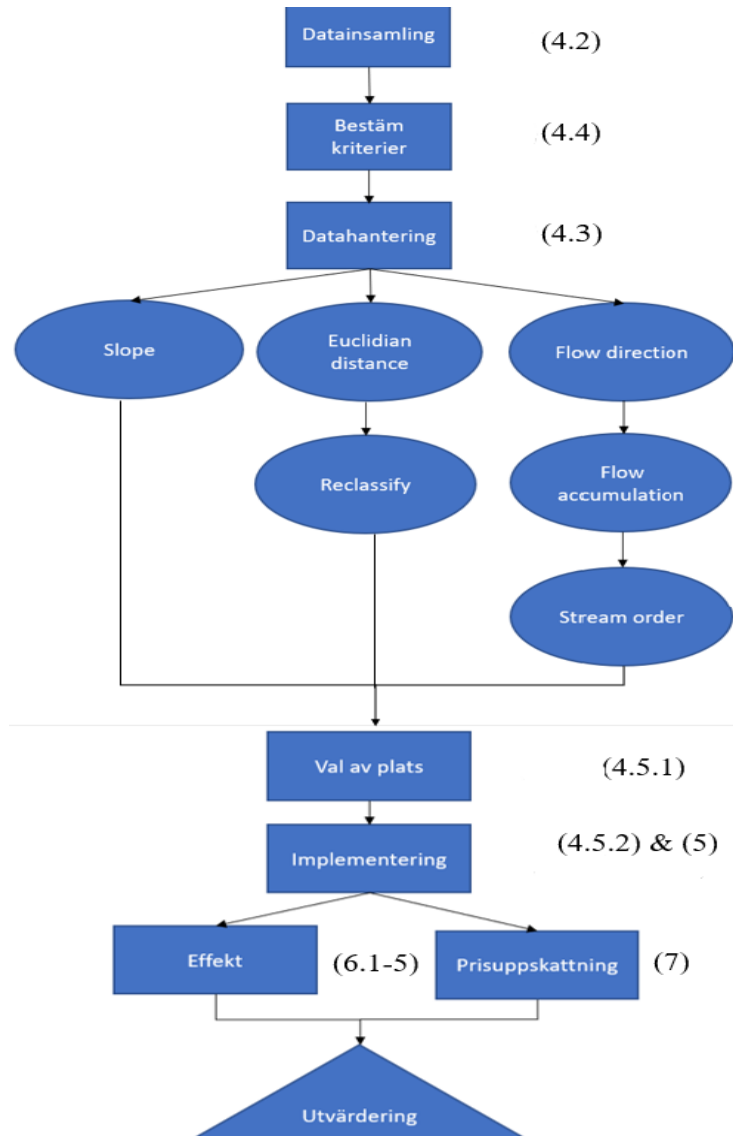 Datainsamling
(4.2)
Bestäm
kriterier
(4.4)
Datahantering
(4.3)
Slope
Euclidian
distance
Flow direction
Reclassify
Flow
accumulation
Stream order
Val av plats
(4.5.1)
Implementering
(4.5.2) & (5)
Effekt
(6.1-5)
Prisuppskattning
(7)
Utvärdering